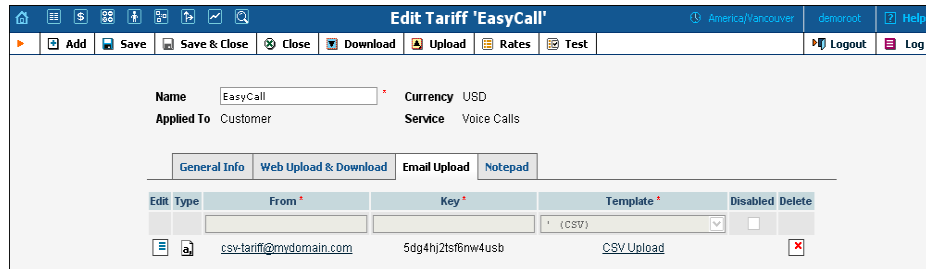 Edit Tariff 'EasyCall' America/Vancouver demoroot ? Help
Add Save Save & Close Close Download Upload Rates Test Logout Log
Name EasyCall * Currency USD
Applied To Customer Service Voice Calls
General Info Web Upload & Download Email Upload Notepad
Edit Type From * Key * Template * Disabled Delete
' (CSV)
csv-tariff@mydomain.com 5dg4hj2tsf6nw4usb CSV Upload